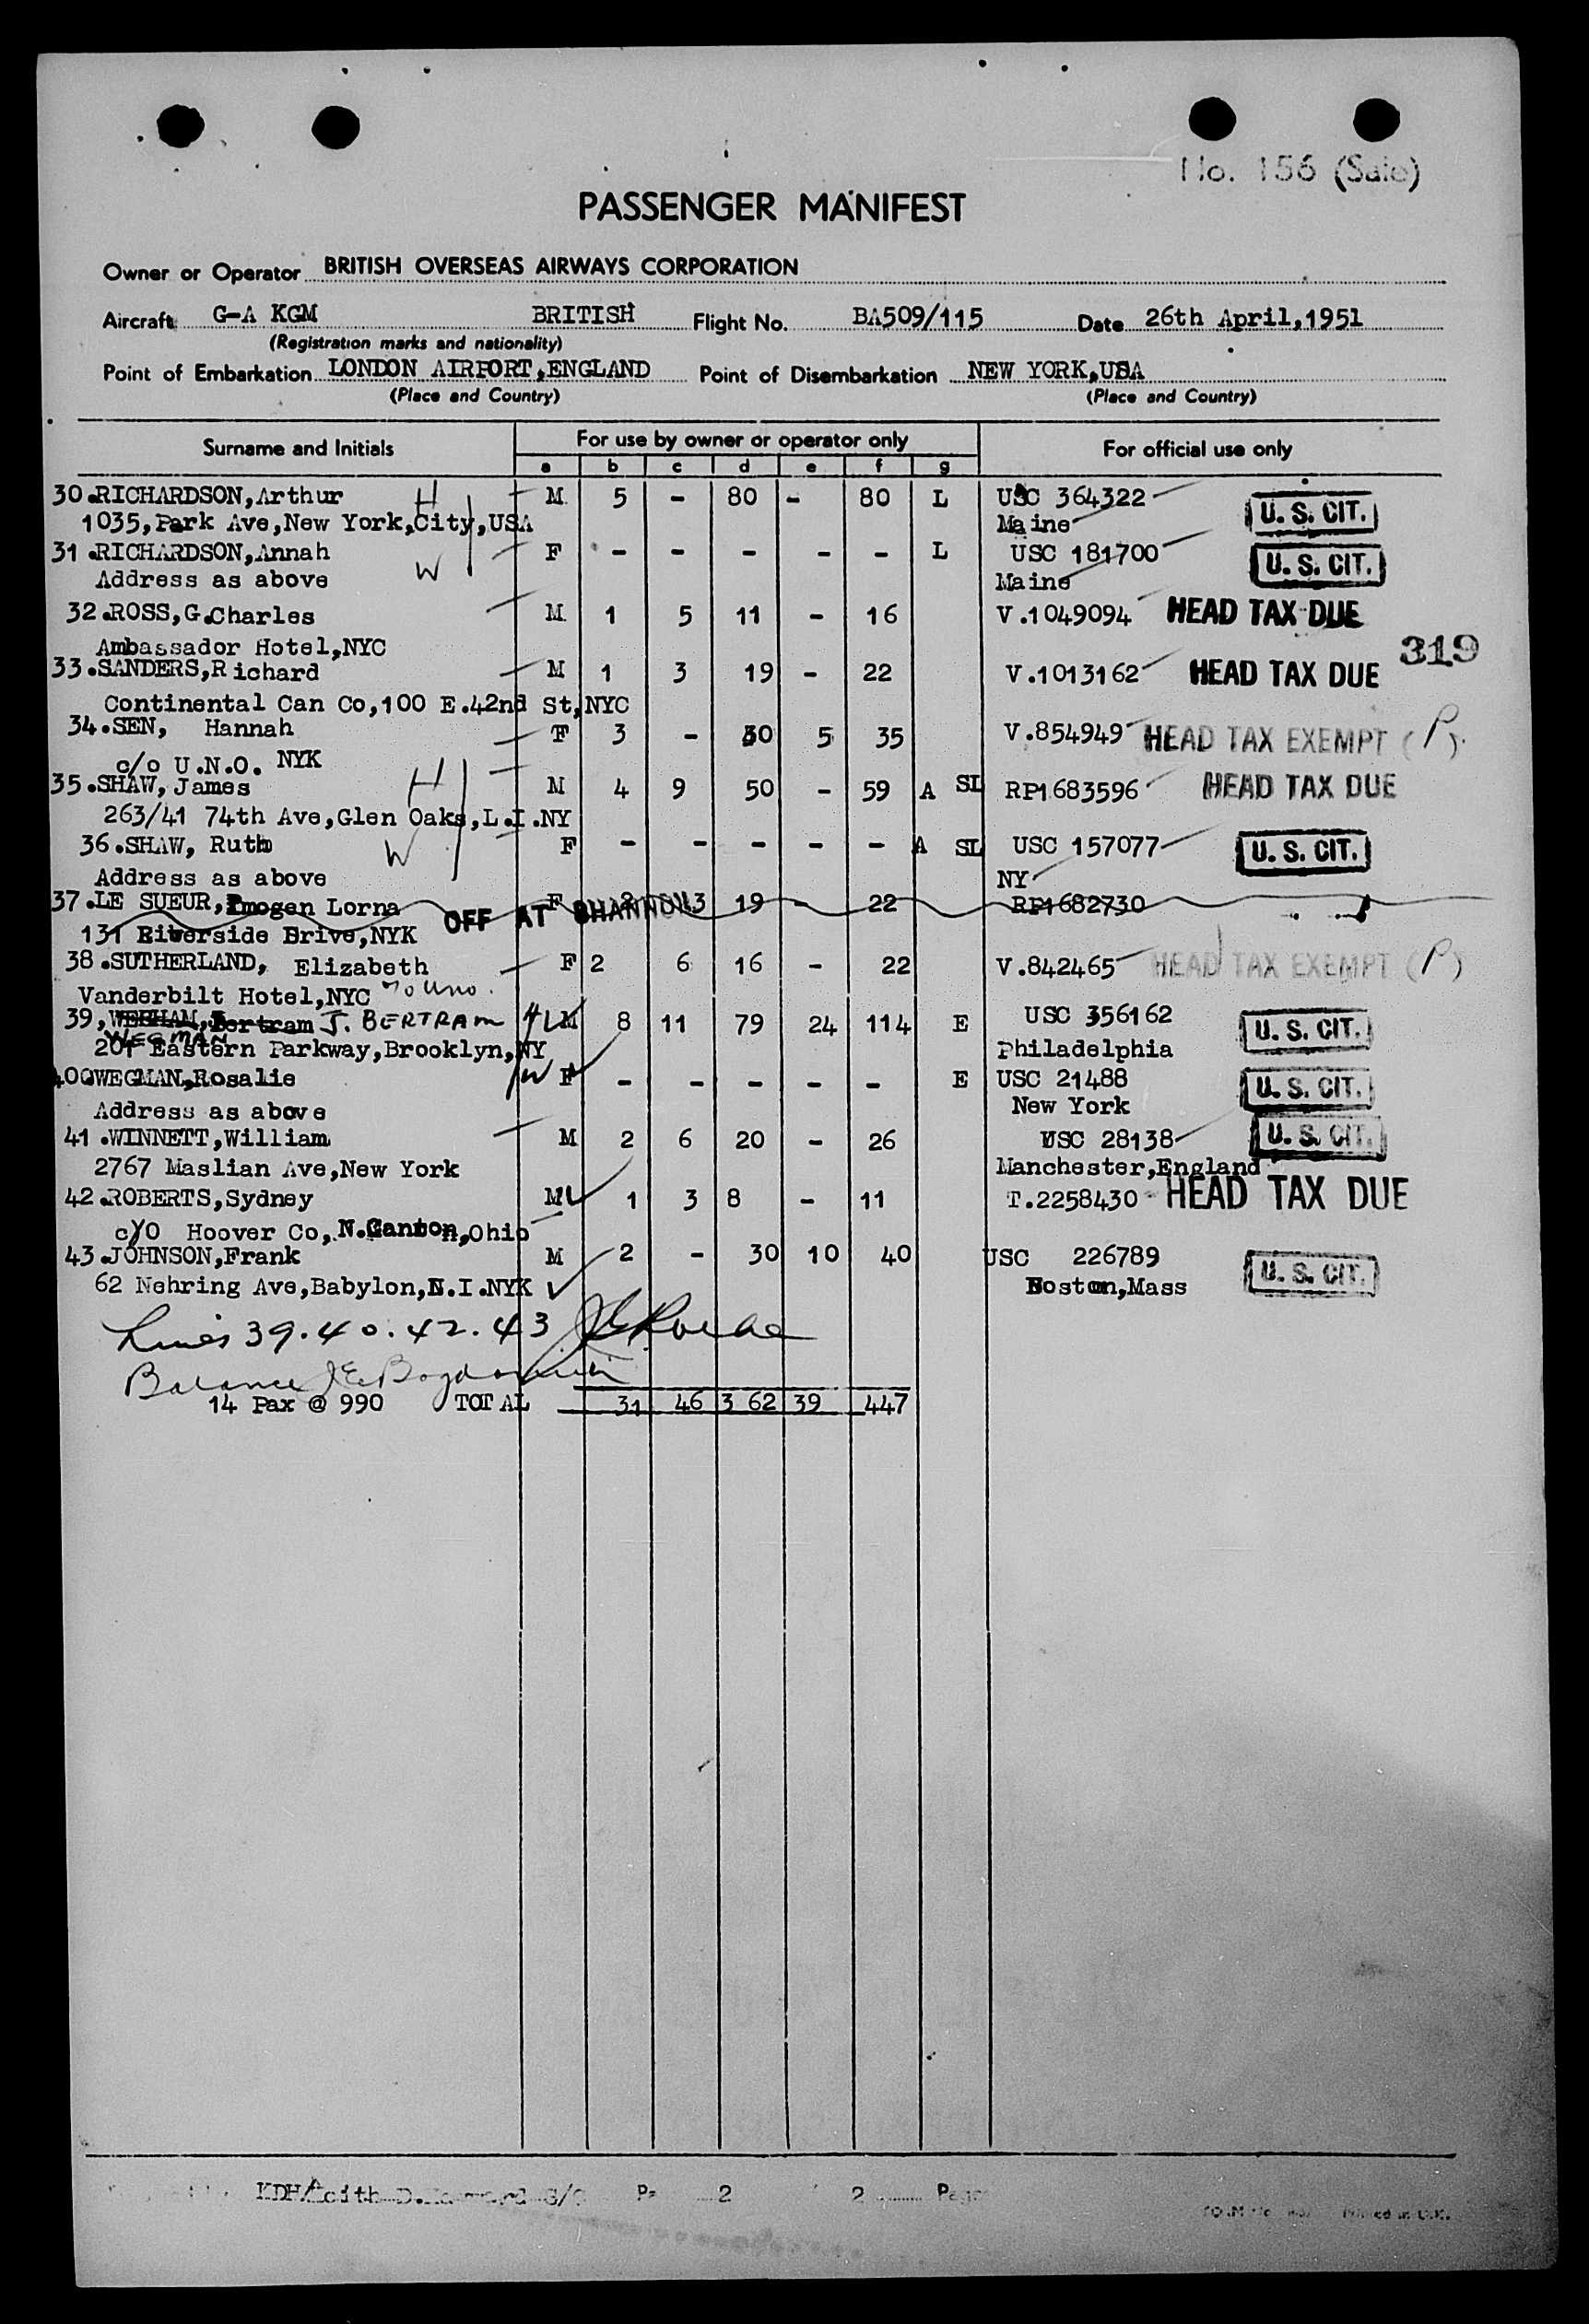 No. 156 (Sale)
PASSENGER MANIFEST
Owner or Operator BRITISH OVERSEAS AIRWAYS CORPORATION
Aircraft G-A KGM BRITISH Flight No. BA509/115 Date 26th April,1951
(Registration marks and nationality)
Point of Embarkation LONDON AIRPORT,ENGLAND Point of Disembarkation NEW YORK,USA
(Place and Country) (Place and Country)
Surname and Initials For use by owner or operator only For official use only
a b c d e f g
30.RICHARDSON,Arthur H M 5 - 80 - 80 L USC 364322 U. S. CIT.
1035,Park Ave,New York,City,USA Maine
31.RICHARDSON,Annah W F - - - - - L USC 181700 U. S. CIT.
Address as above Maine
32.ROSS,G.Charles M 1 5 11 - 16 V.1049094 HEAD TAX DUE
Ambassador Hotel,NYC 319
33.SANDERS,Richard M 1 3 19 - 22 V.1013162 HEAD TAX DUE
Continental Can Co,100 E.42nd St,NYC
34.SEN, Hannah F 3 - 30 5 35 V.854949 HEAD TAX EXEMPT (P).
c/o U.N.O. NYK
35.SHAW, James H M 4 9 50 - 59 A SL RP1683596 HEAD TAX DUE
263/41 74th Ave,Glen Oaks,L.I.NY
36.SHAW, Ruth W F - - - - - A SL USC 157077 U. S. CIT.
Address as above NY
37.LE SUEUR,Imogen Lorna OFF AT SHANNON F 3 19 - 22 RP1682730
131 Riverside Drive,NYK
38.SUTHERLAND, Elizabeth F 2 6 16 - 22 V.842465 HEAD TAX EXEMPT (P)
Vanderbilt Hotel,NYC To UNO.
39, Bertram J. BERTRAM H M 8 11 79 24 114 E USC 356162 U. S. CIT.
WEGMAN
201 Eastern Parkway,Brooklyn,NY Philadelphia
40 WEGMAN,Rosalie W F - - - - - E USC 21488 U. S. CIT.
Address as above New York
41.WINNETT,William M 2 6 20 - 26 USC 28138 U. S. CIT.
2767 Maslian Ave,New York Manchester,England
42.ROBERTS,Sydney M 1 3 8 - 11 T.2258430 HEAD TAX DUE
c/o Hoover Co,N.Canton,Ohio
43.JOHNSON,Frank M 2 - 30 10 40 USC 226789 U. S. CIT.
62 Nehring Ave,Babylon,N.I.NYK Boston,Mass
Lines 39.40.42.43
Balance
14 Pax @ 990 TOTAL 31 46 362 39 447
KDH 2 2 Pages
Printed in U.K.